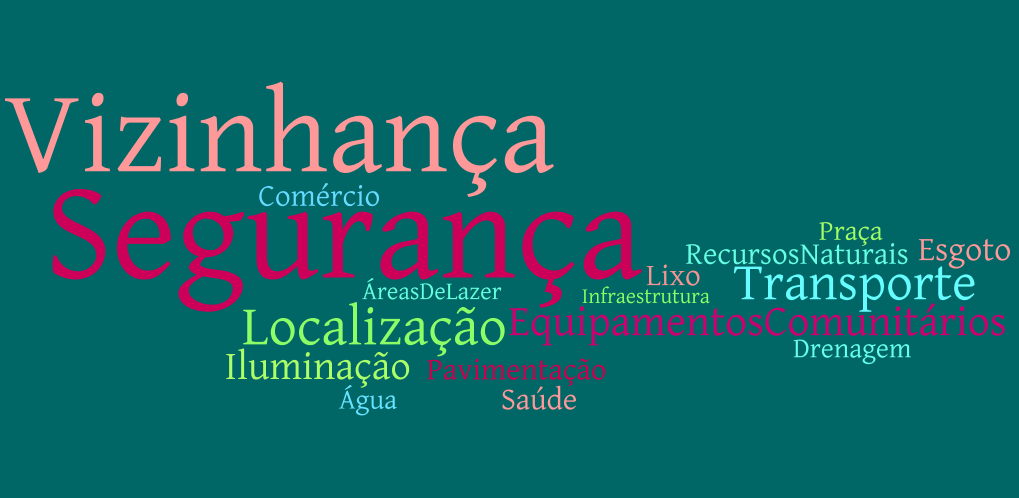 Vizinhança
Comércio
Segurança
Praça
RecursosNaturais
Esgoto
Lixo
Transporte
ÁreasDeLazer
Infraestrutura
Localização
EquipamentosComunitários
Drenagem
Iluminação
Pavimentação
Água
Saúde